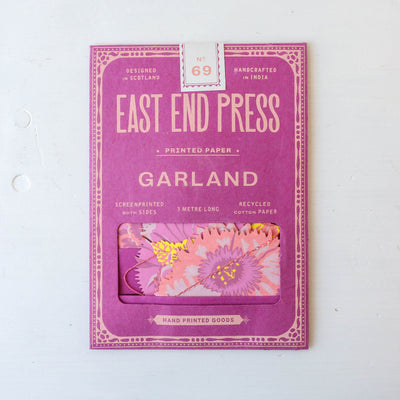 Nº
69
DESIGNED
IN SCOTLAND
HANDCRAFTED
IN INDIA
EAST END PRESS
PRINTED PAPER
GARLAND
SCREENPRINTED
BOTH SIDES
3 METRE LONG
RECYCLED
COTTON PAPER
HAND PRINTED GOODS